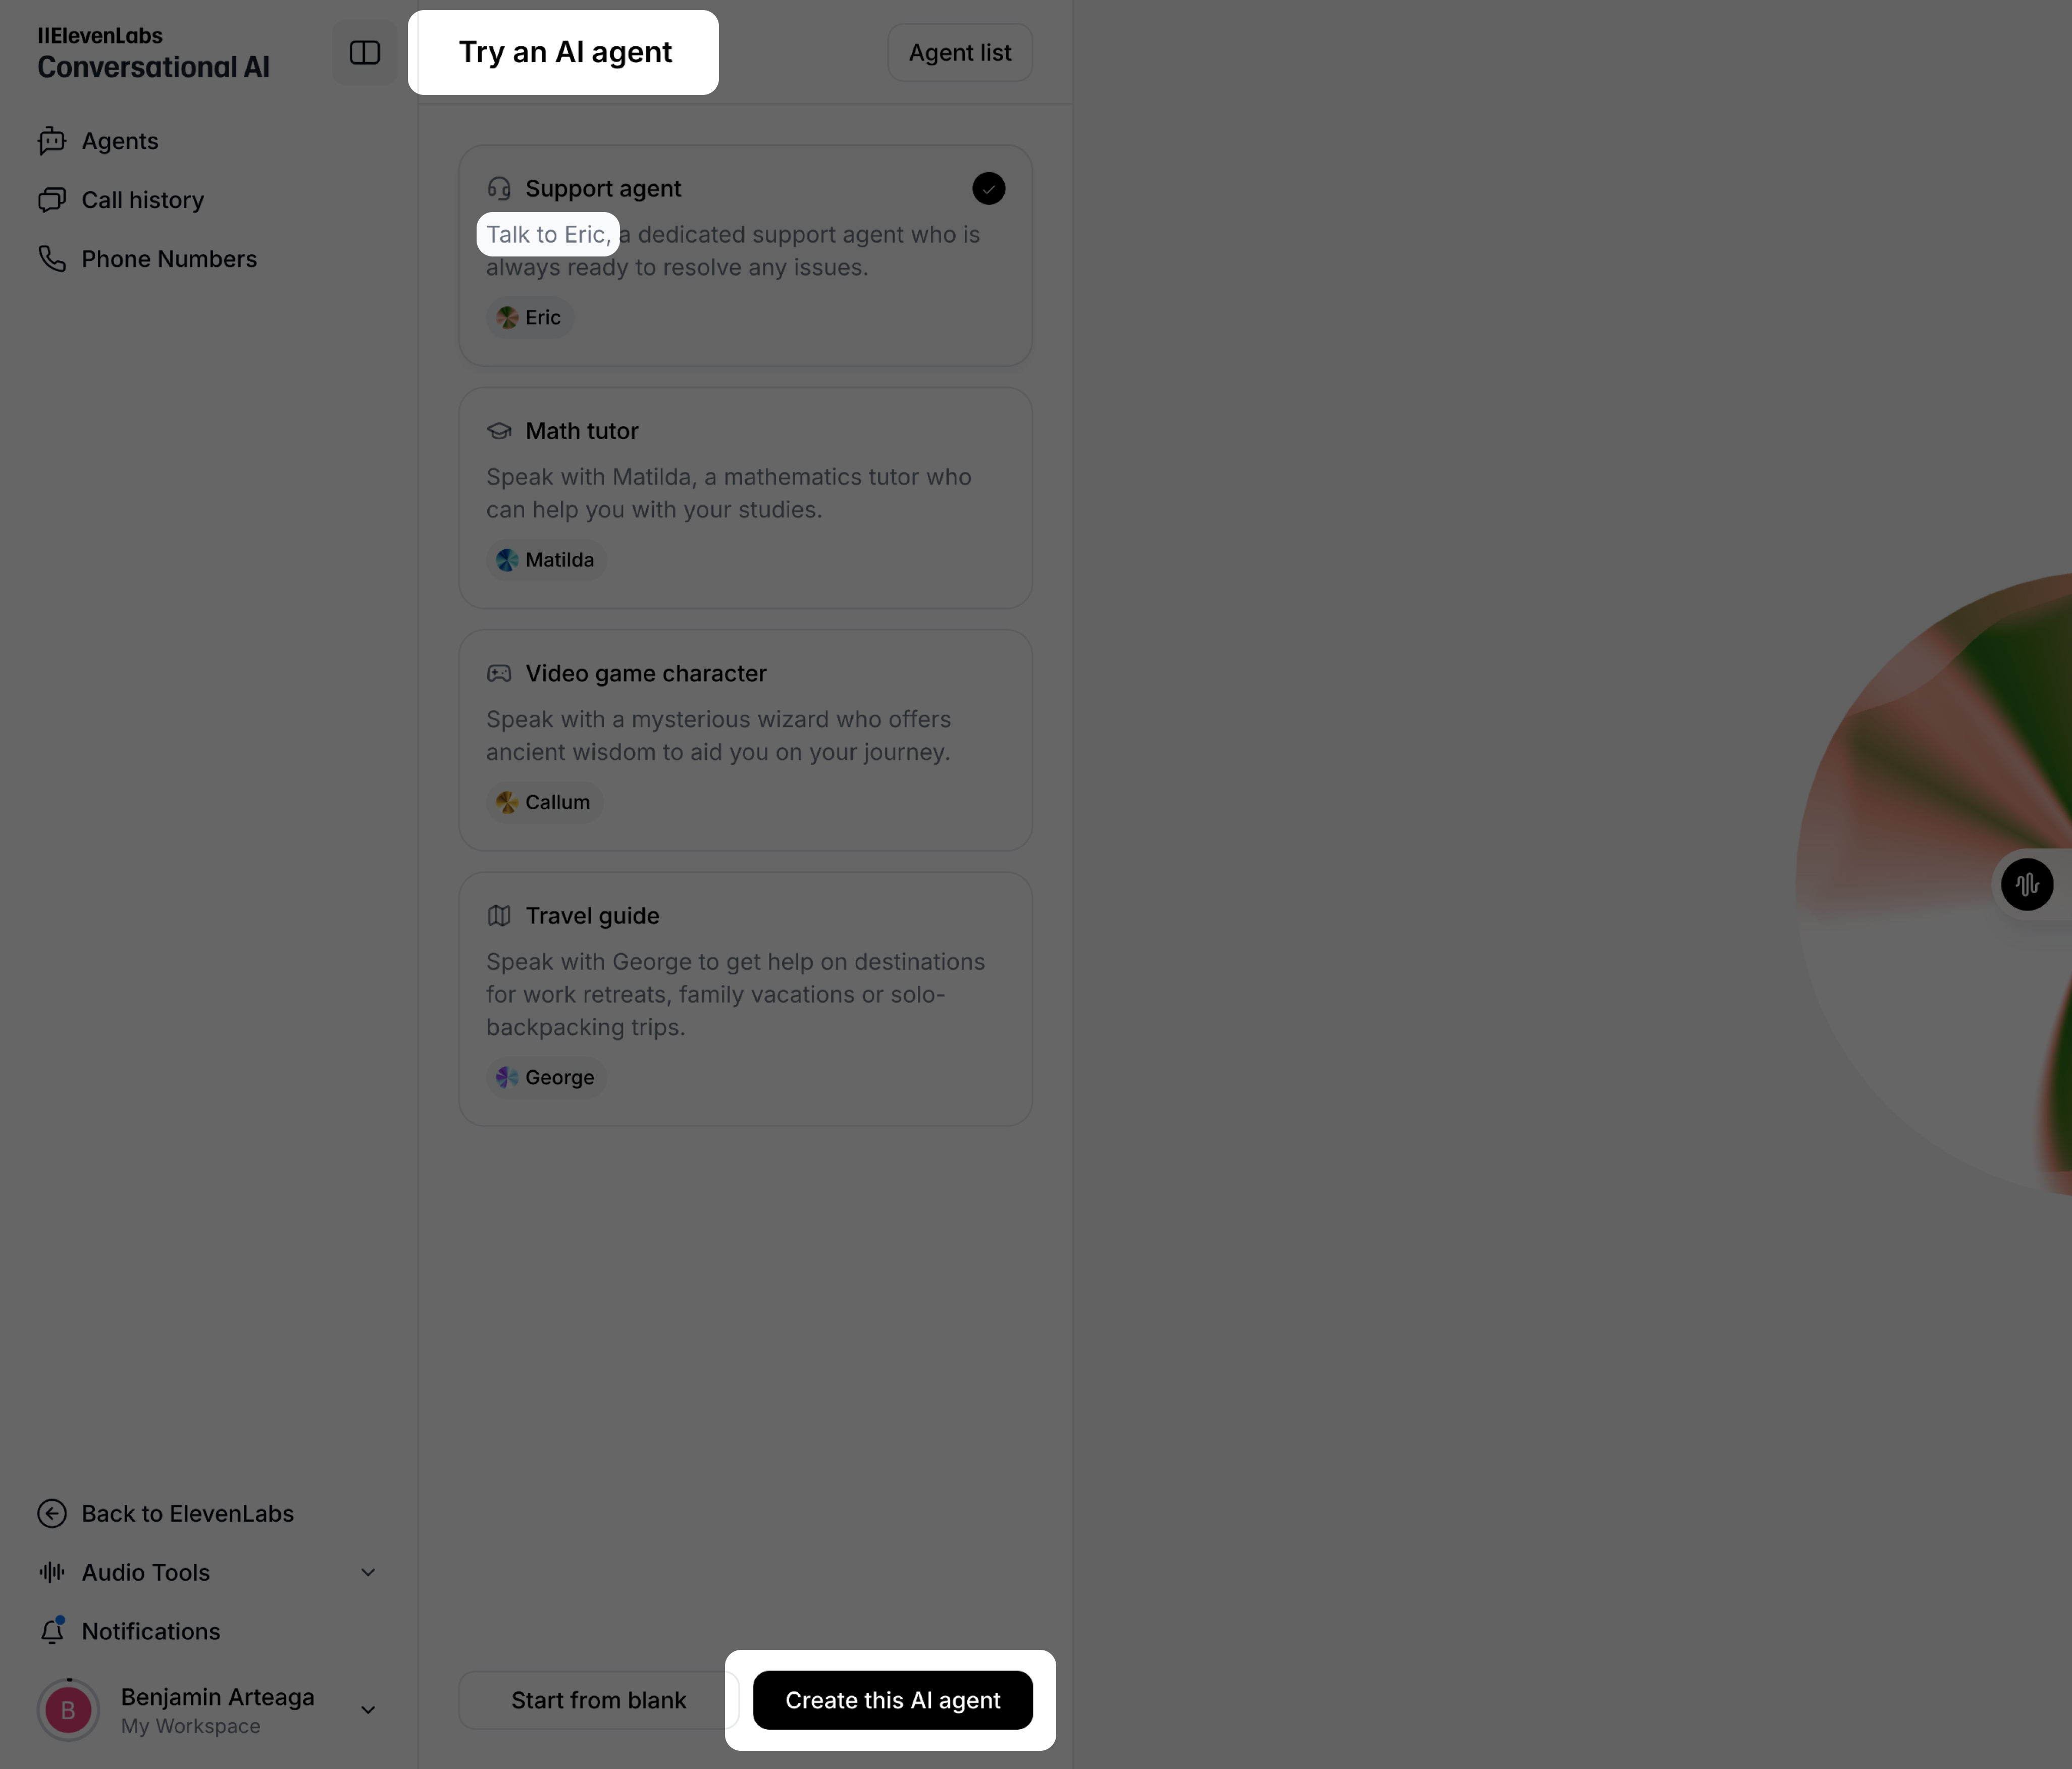 IIElevenLabs
Conversational AI
Agents
Call history
Phone Numbers
Try an AI agent
Agent list
Support agent
Talk to Eric, a dedicated support agent who is
always ready to resolve any issues.
Eric
Math tutor
Speak with Matilda, a mathematics tutor who
can help you with your studies.
Matilda
Video game character
Speak with a mysterious wizard who offers
ancient wisdom to aid you on your journey.
Callum
Travel guide
Speak with George to get help on destinations
for work retreats, family vacations or solo-
backpacking trips.
George
Back to ElevenLabs
Audio Tools
Notifications
B
Benjamin Arteaga
My Workspace
Start from blank
Create this AI agent